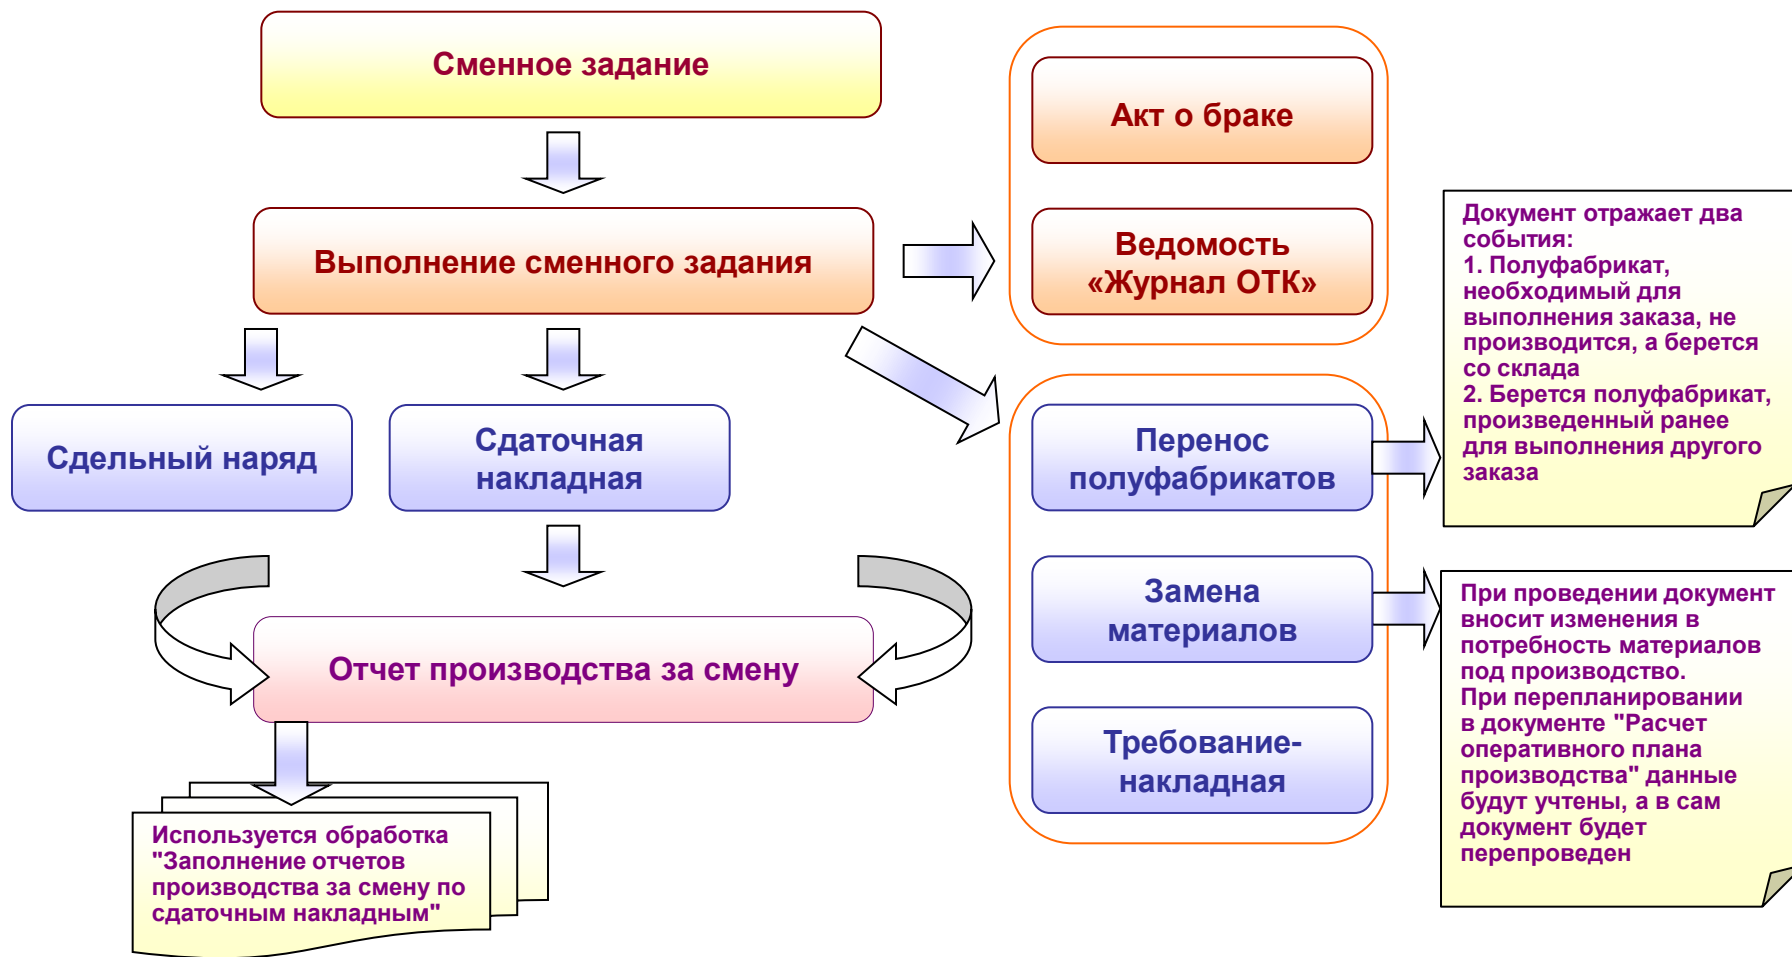 Сменное задание
Акт о браке
Выполнение сменного задания
Ведомость
«Журнал ОТК»
Документ отражает два
события:
1. Полуфабрикат,
необходимый для
выполнения заказа, не
производится, а берется
со склада
2. Берется полуфабрикат,
произведенный ранее
для выполнения другого
заказа
Сдельный наряд
Сдаточная
накладная
Перенос
полуфабрикатов
Замена
материалов
При проведении документ
вносит изменения в
потребность материалов
под производство.
При перепланировании
в документе "Расчет
оперативного плана
производства" данные
будут учтены, а в сам
документ будет
перепроведен
Отчет производства за смену
Требование-
накладная
Используется обработка
"Заполнение отчетов
производства за смену по
сдаточным накладным"